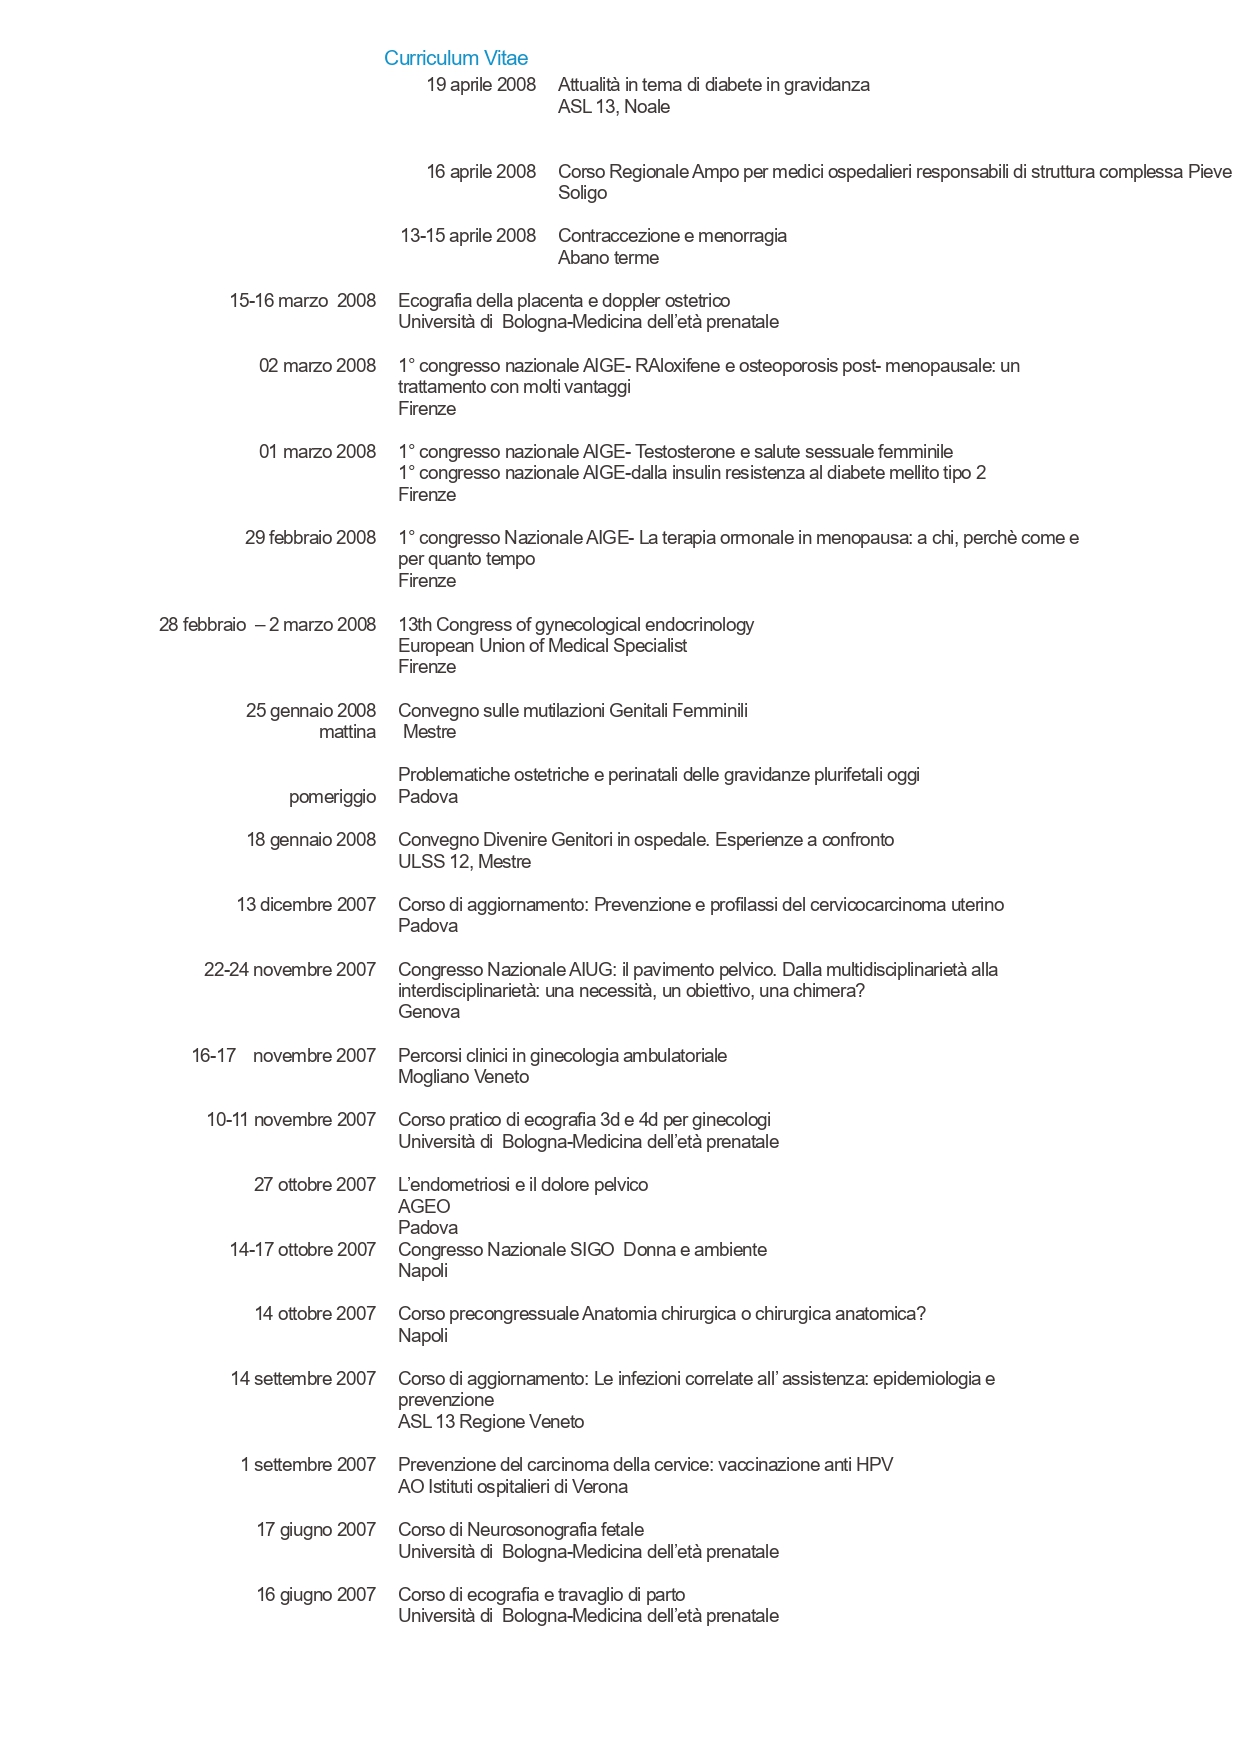 Curriculum Vitae
19 aprile 2008 Attualità in tema di diabete in gravidanza
ASL 13, Noale
16 aprile 2008 Corso Regionale Ampo per medici ospedalieri responsabili di struttura complessa Pieve
Soligo
13-15 aprile 2008 Contraccezione e menorragia
Abano terme
15-16 marzo 2008 Ecografia della placenta e doppler ostetrico
Università di Bologna-Medicina dell’età prenatale
02 marzo 2008 1° congresso nazionale AIGE- RAloxifene e osteoporosis post- menopausale: un
trattamento con molti vantaggi
Firenze
01 marzo 2008 1° congresso nazionale AIGE- Testosterone e salute sessuale femminile
1° congresso nazionale AIGE-dalla insulin resistenza al diabete mellito tipo 2
Firenze
29 febbraio 2008 1° congresso Nazionale AIGE- La terapia ormonale in menopausa: a chi, perchè come e
per quanto tempo
Firenze
28 febbraio – 2 marzo 2008 13th Congress of gynecological endocrinology
European Union of Medical Specialist
Firenze
25 gennaio 2008 Convegno sulle mutilazioni Genitali Femminili
mattina Mestre
Problematiche ostetriche e perinatali delle gravidanze plurifetali oggi
pomeriggio Padova
18 gennaio 2008 Convegno Divenire Genitori in ospedale. Esperienze a confronto
ULSS 12, Mestre
13 dicembre 2007 Corso di aggiornamento: Prevenzione e profilassi del cervicocarcinoma uterino
Padova
22-24 novembre 2007 Congresso Nazionale AIUG: il pavimento pelvico. Dalla multidisciplinarietà alla
interdisciplinarietà: una necessità, un obiettivo, una chimera?
Genova
16-17 novembre 2007 Percorsi clinici in ginecologia ambulatoriale
Mogliano Veneto
10-11 novembre 2007 Corso pratico di ecografia 3d e 4d per ginecologi
Università di Bologna-Medicina dell’età prenatale
27 ottobre 2007 L’endometriosi e il dolore pelvico
AGEO
Padova
14-17 ottobre 2007 Congresso Nazionale SIGO Donna e ambiente
Napoli
14 ottobre 2007 Corso precongressuale Anatomia chirurgica o chirurgica anatomica?
Napoli
14 settembre 2007 Corso di aggiornamento: Le infezioni correlate all’ assistenza: epidemiologia e
prevenzione
ASL 13 Regione Veneto
1 settembre 2007 Prevenzione del carcinoma della cervice: vaccinazione anti HPV
AO Istituti ospitalieri di Verona
17 giugno 2007 Corso di Neurosonografia fetale
Università di Bologna-Medicina dell’età prenatale
16 giugno 2007 Corso di ecografia e travaglio di parto
Università di Bologna-Medicina dell’età prenatale